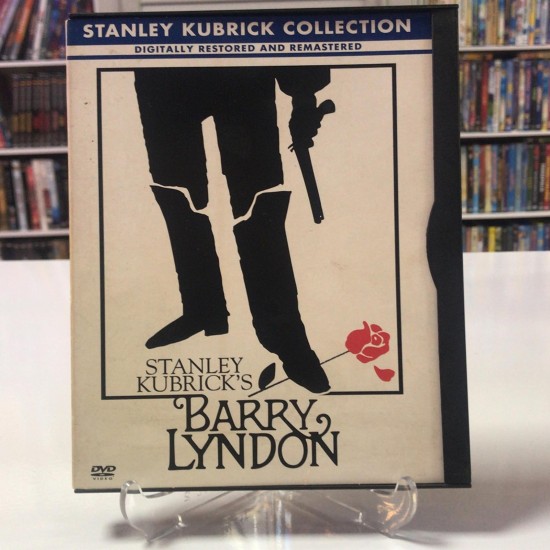 STANLEY KUBRICK COLLECTION
DIGITALLY RESTORED AND REMASTERED
STANLEY
KUBRICK'S
BARRY
LYNDON
DVD
VIDEO